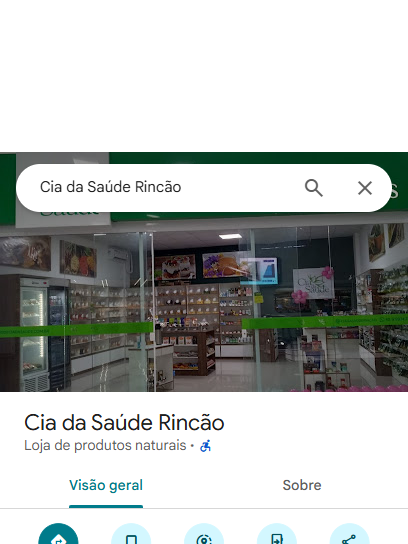 Cia da Saúde Rincão
Cia da Saúde Rincão
Loja de produtos naturais ·
Visão geral
Sobre